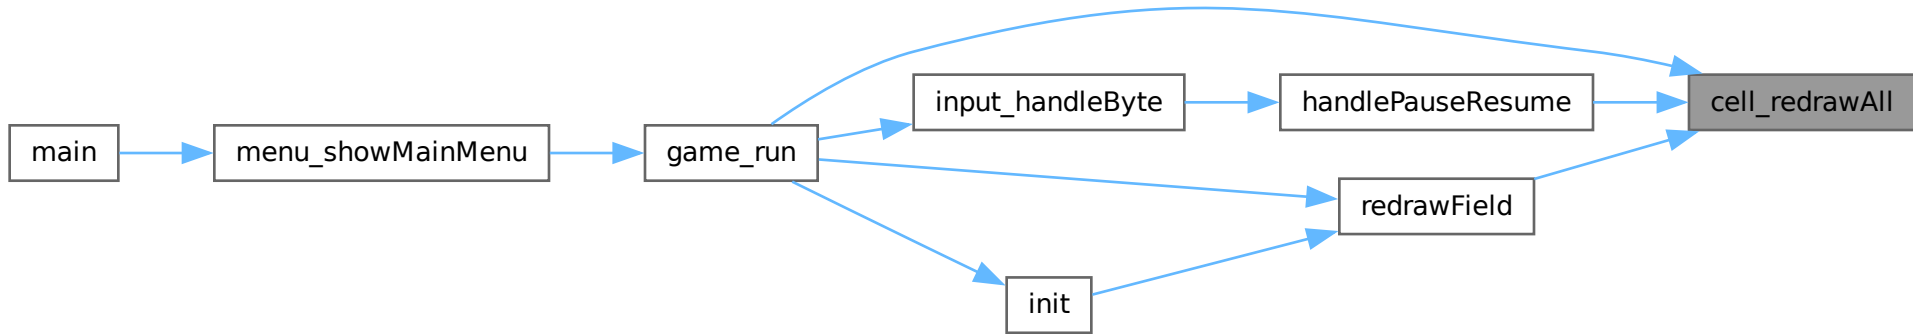 main
menu_showMainMenu
game_run
input_handleByte
handlePauseResume
cell_redrawAll
redrawField
init